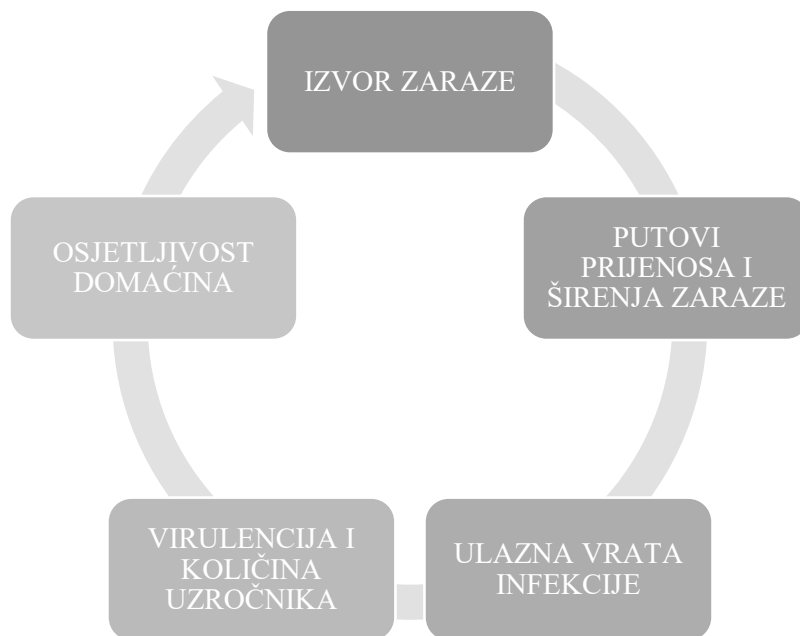 IZVOR ZARAZE
PUTOVI
PRIJENOSA I
ŠIRENJA ZARAZE
ULAZNA VRATA
INFEKCIJE
VIRULENCIJA I
KOLIČINA
UZROČNIKA
OSJETLJIVOST
DOMAĆINA